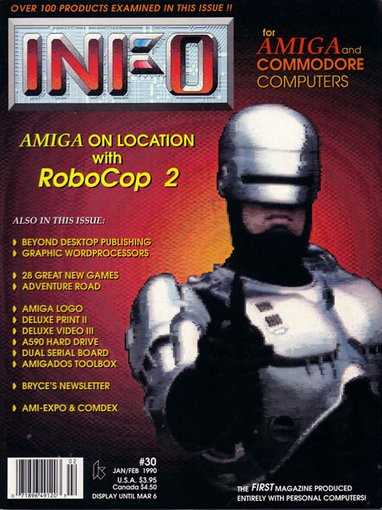 OVER 100 PRODUCTS EXAMINED IN THIS ISSUE !!
INFO
for
AMIGA and
COMMODORE
COMPUTERS
AMIGA ON LOCATION
with
RoboCop 2
ALSO IN THIS ISSUE:
BEYOND DESKTOP PUBLISHING
GRAPHIC WORDPROCESSORS
28 GREAT NEW GAMES
ADVENTURE ROAD
AMIGA LOGO
DELUXE PRINT II
DELUXE VIDEO III
A590 HARD DRIVE
DUAL SERIAL BOARD
AMIGADOS TOOLBOX
BRYCE'S NEWSLETTER
AMI-EXPO & COMDEX
02
#30
JAN/FEB 1990
U.S.A. $3.95
Canada $4.50
DISPLAY UNTIL MAR 6
THE FIRST MAGAZINE PRODUCED
ENTIRELY WITH PERSONAL COMPUTERS!